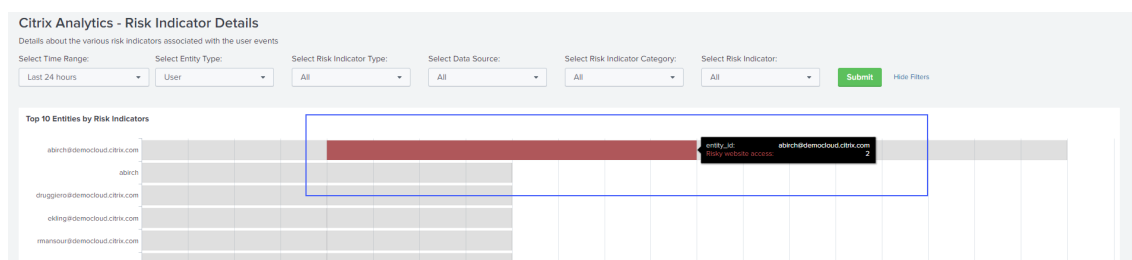 Citrix Analytics - Risk Indicator Details
Details about the various risk indicators associated with the user events
Select Time Range: Select Entity Type: Select Risk Indicator Type: Select Data Source: Select Risk Indicator Category: Select Risk Indicator:
Last 24 hours User All All All All Submit Hide Filters
Top 10 Entities by Risk Indicators
abirch@democloud.citrix.com
entity_id: abirch@democloud.citrix.com
Risky website access: 2
abirch
druggiero@democloud.citrix.com
ekling@democloud.citrix.com
rmansour@democloud.citrix.com